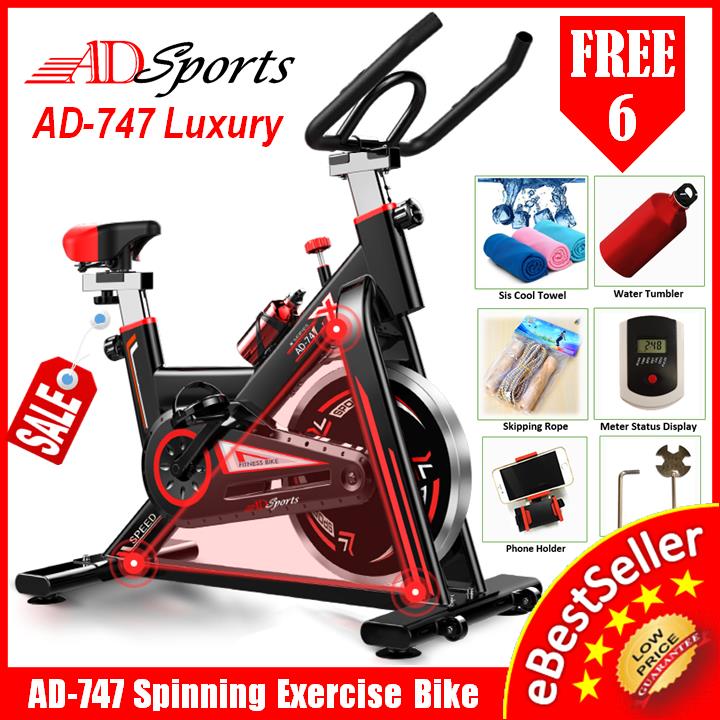 ADSports
AD-747 Luxury
FREE
6
Sis Cool Towel
Water Tumbler
248
Skipping Rope
Meter Status Display
Phone Holder
SALE
AD-747
FITNESS BIKE
ADSports
SPEED
eBestSeller
LOW
PRICE
GUARANTEE
AD-747 Spinning Exercise Bike